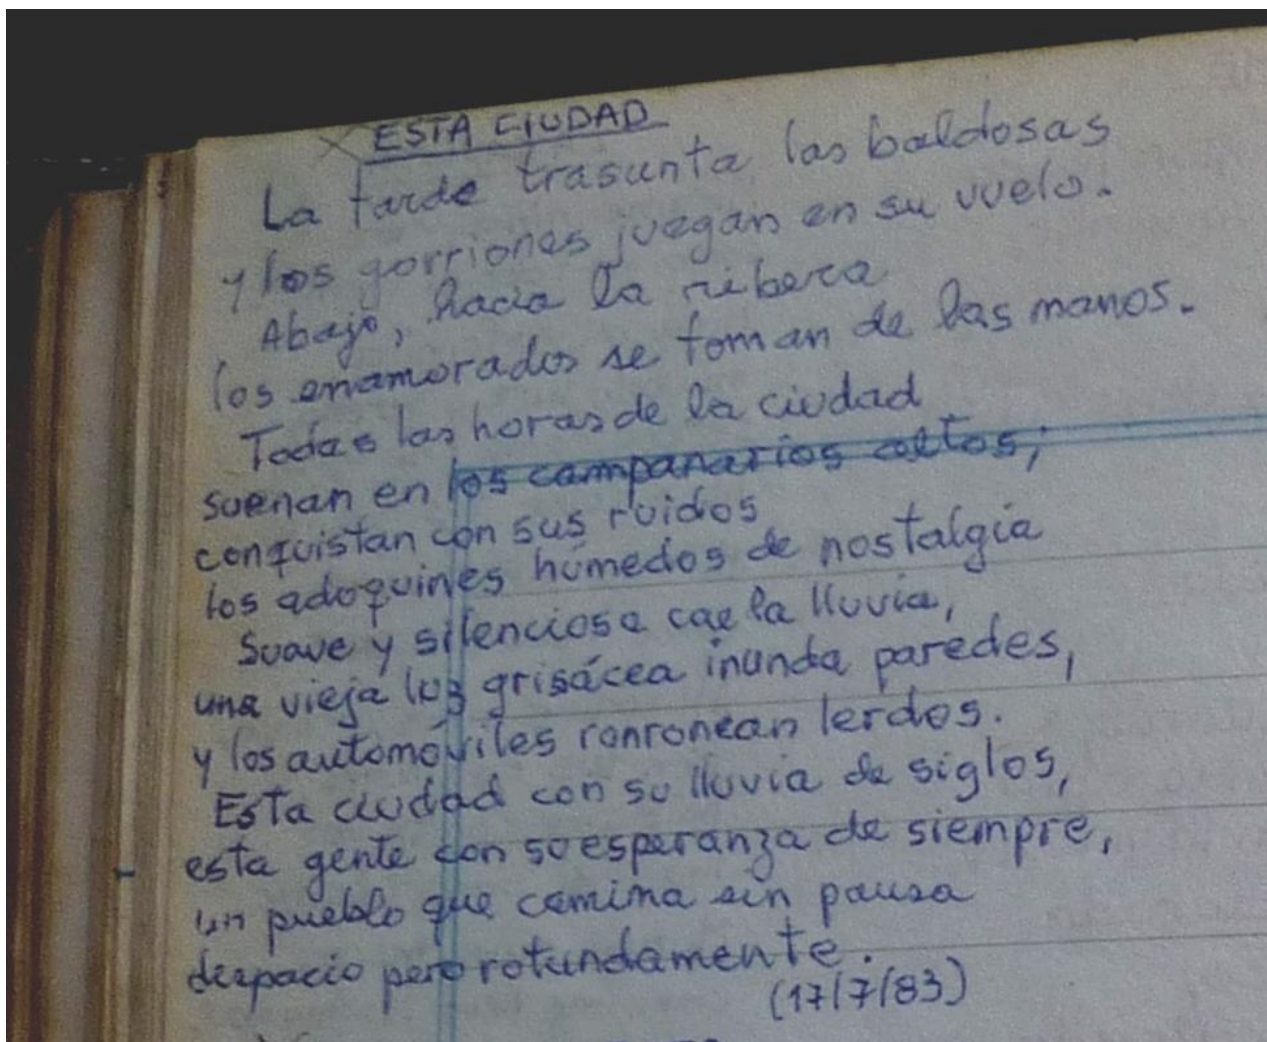 ESTA CIUDAD
La tarde trasunta las baldosas
y los gorriones juegan en su vuelo.
Abajo, hacia la ribera
los enamorados se toman de las manos.
Todas las horas de la ciudad
suenan en los campanarios altos;
conquistan con sus ruidos
los adoquines húmedos de nostalgia
Suave y silenciosa cae la lluvia,
una vieja luz grisácea inunda paredes,
y los automóviles ronronean lerdos.
Esta ciudad con su lluvia de siglos,
esta gente con su esperanza de siempre,
un pueblo que camina sin pausa
despacio pero rotundamente.
(17/7/83)